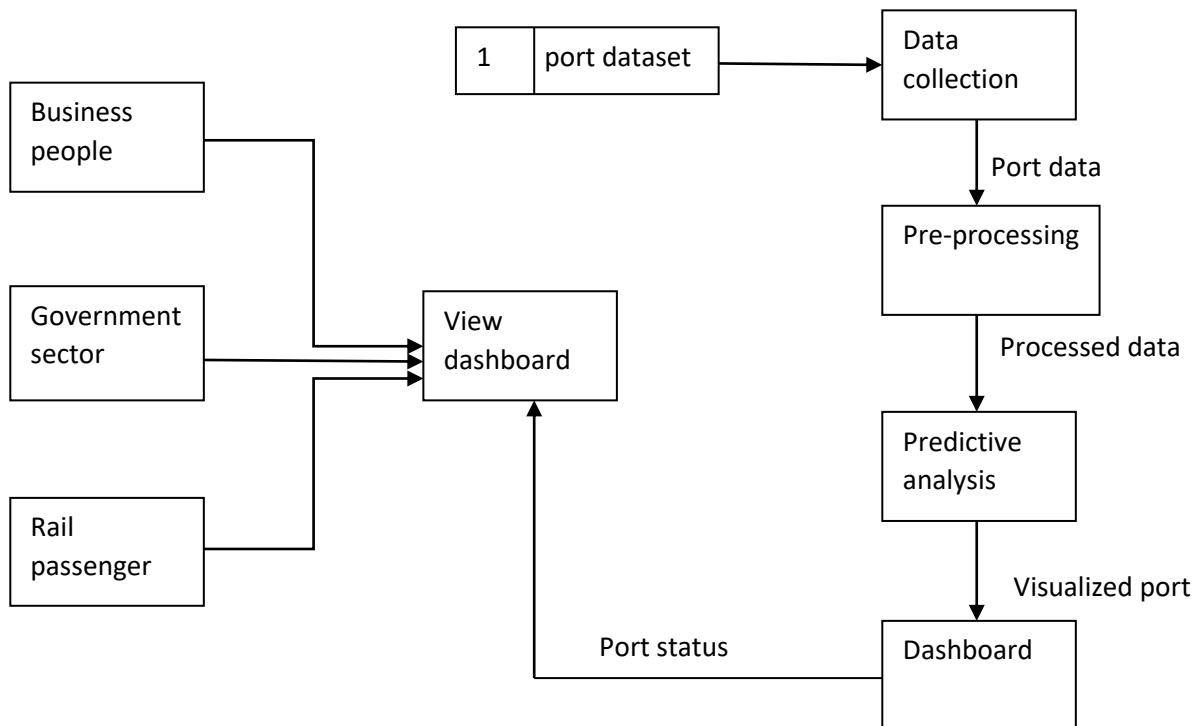 1 port dataset
Data
collection
Business
people
Port data
Pre-processing
Government
sector
View
dashboard
Processed data
Predictive
analysis
Rail
passenger
Visualized port
Port status
Dashboard